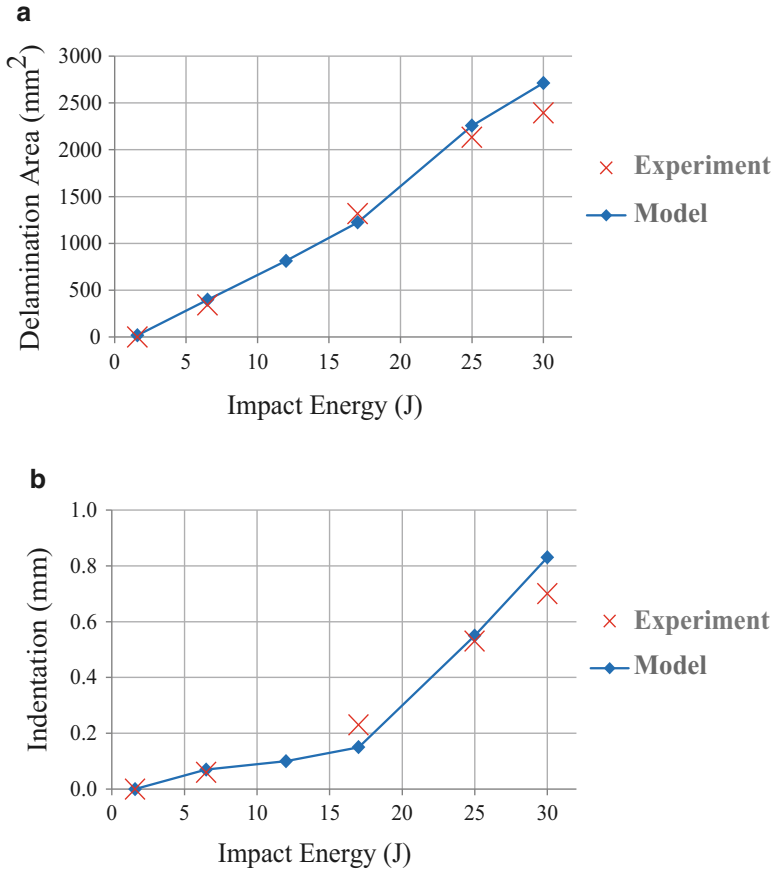 a
3000
2500
2000
1500
1000
500
0
0 5 10 15 20 25 30
Delamination Area (mm²)
Impact Energy (J)
Experiment
Model
b
1.0
0.8
0.6
0.4
0.2
0.0
0 5 10 15 20 25 30
Indentation (mm)
Impact Energy (J)
Experiment
Model